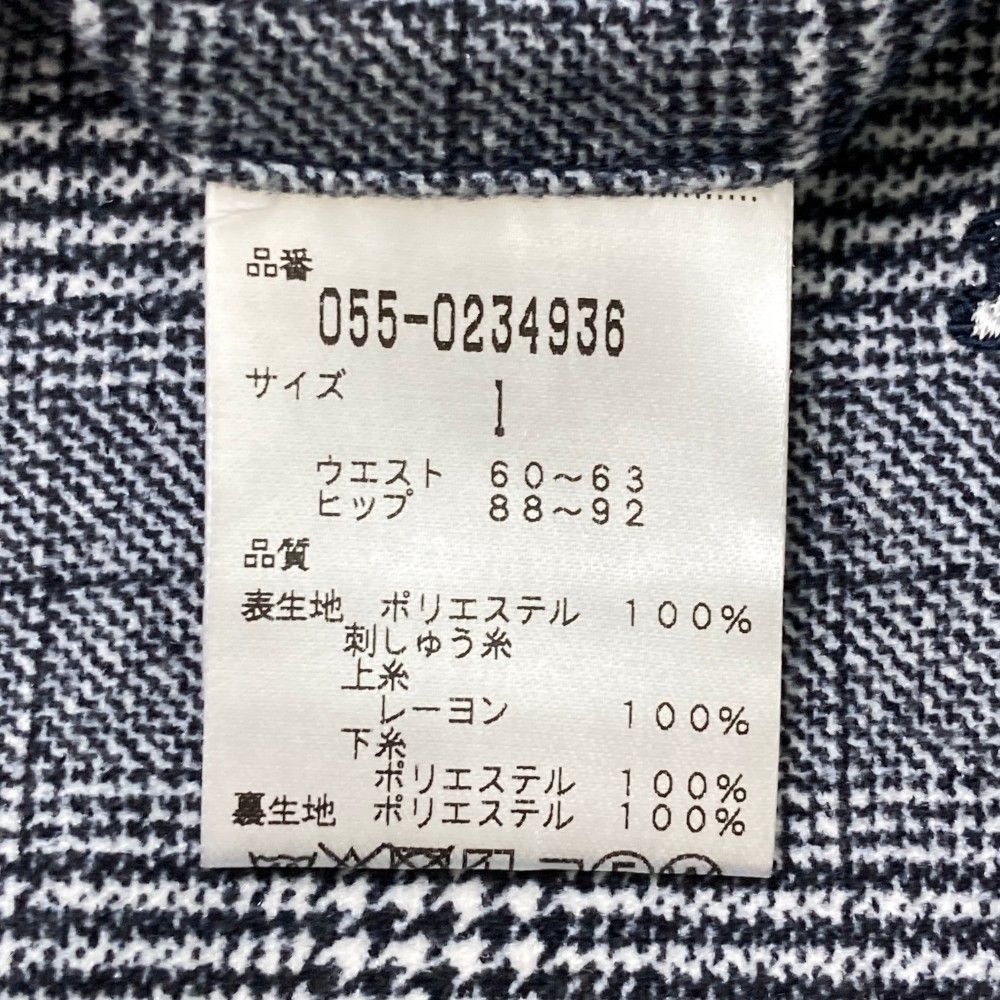 品番
055-0234936
サイズ 1
ウエスト 60～63
ヒップ 88～92
品質
表生地 ポリエステル 100%
刺しゅう糸
上糸
レーヨン 100%
下糸
ポリエステル 100%
裏生地 ポリエステル 100%